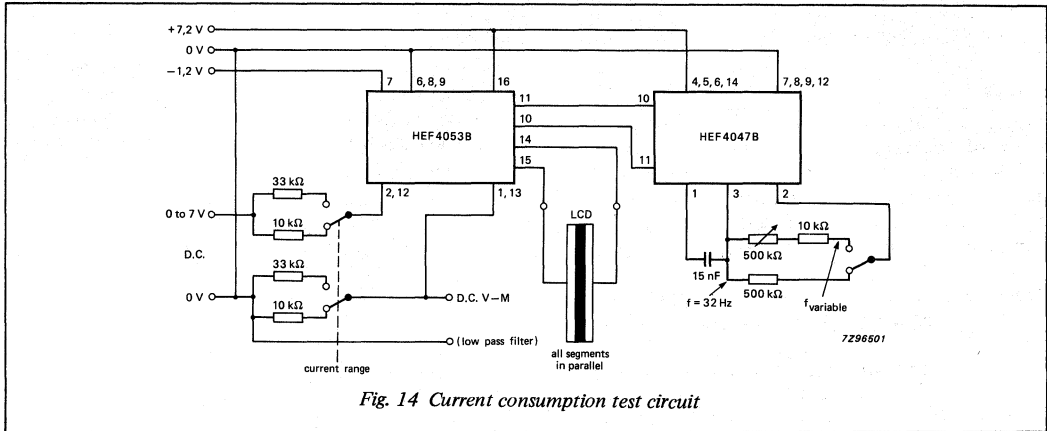 +7,2 V
0 V
−1,2 V
7
6, 8, 9
16
4, 5, 6, 14
7, 8, 9, 12
HEF4053B
11
10
14
15
10
11
HEF4047B
2, 12
1, 13
1
3
2
33 kΩ
0 to 7 V
10 kΩ
D.C.
33 kΩ
0 V
10 kΩ
D.C. V−M
(low pass filter)
current range
LCD
all segments
in parallel
15 nF
f = 32 Hz
500 kΩ
10 kΩ
500 kΩ
fvariable
7Z96501
Fig. 14 Current consumption test circuit